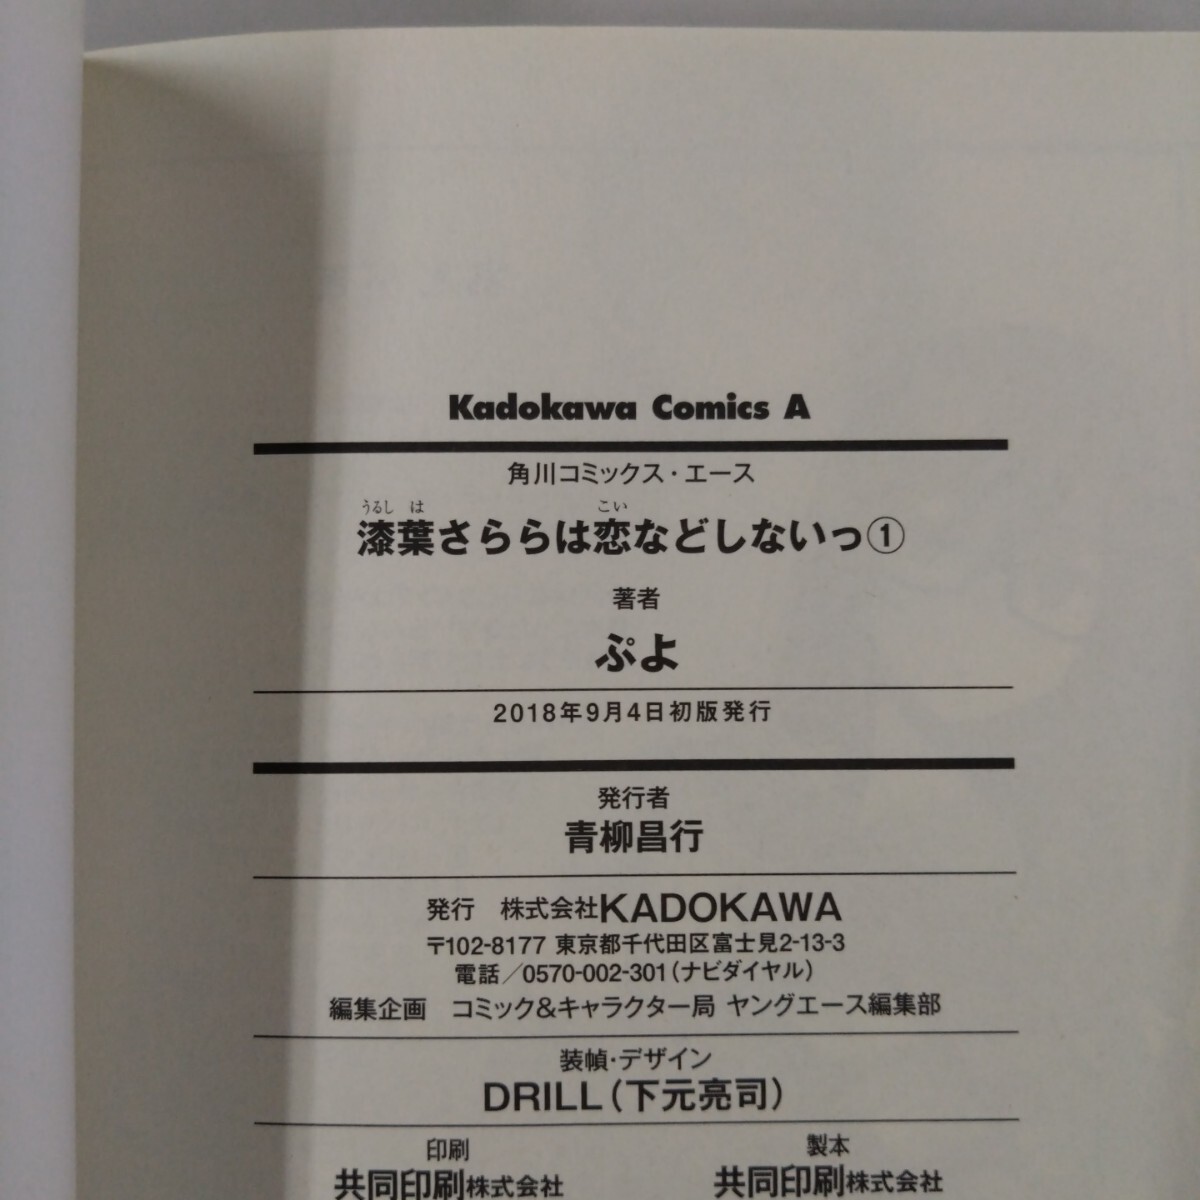 Kadokawa Comics A
角川コミックス・エース
うるし は こい
漆葉さららは恋などしないっ①
著者
ぷよ
2018年9月4日初版発行
発行者
青柳昌行
発行 株式会社KADOKAWA
〒102-8177 東京都千代田区富士見2-13-3
電話／0570-002-301（ナビダイヤル）
編集企画 コミック&キャラクター局 ヤングエース編集部
装幀・デザイン
DRILL（下元亮司）
印刷 製本
共同印刷株式会社 共同印刷株式会社